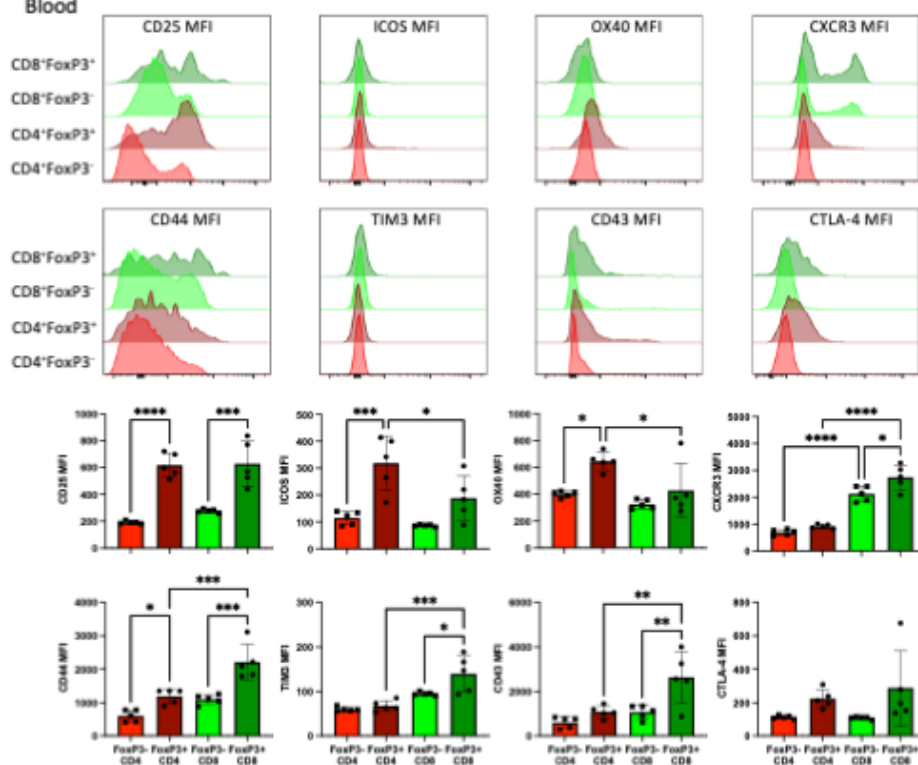 Blood
CD25 MFI
ICOS MFI
OX40 MFI
CXCR3 MFI
CD8⁺FoxP3⁺
CD8⁺FoxP3⁻
CD4⁺FoxP3⁺
CD4⁺FoxP3⁻
CD44 MFI
TIM3 MFI
CD43 MFI
CTLA-4 MFI
CD8⁺FoxP3⁺
CD8⁺FoxP3⁻
CD4⁺FoxP3⁺
CD4⁺FoxP3⁻
CD25 MFI
1000
800
600
400
200
0
**** ***
ICOS MFI
500
400
300
200
100
0
*** *
OX40 MFI
1000
800
600
400
200
0
* *
CXCR3 MFI
5000
4000
3000
2000
1000
0
****
**** *
CD44 MFI
4000
3000
2000
1000
0
***
* ***
FoxP3- FoxP3+ FoxP3- FoxP3+
CD4 CD4 CD8 CD8
TIM3 MFI
300
200
100
0
***
*
FoxP3- FoxP3+ FoxP3- FoxP3+
CD4 CD4 CD8 CD8
CD43 MFI
6000
4000
2000
0
**
**
FoxP3- FoxP3+ FoxP3- FoxP3+
CD4 CD4 CD8 CD8
CTLA-4 MFI
800
600
400
200
0
FoxP3- FoxP3+ FoxP3- FoxP3+
CD4 CD4 CD8 CD8